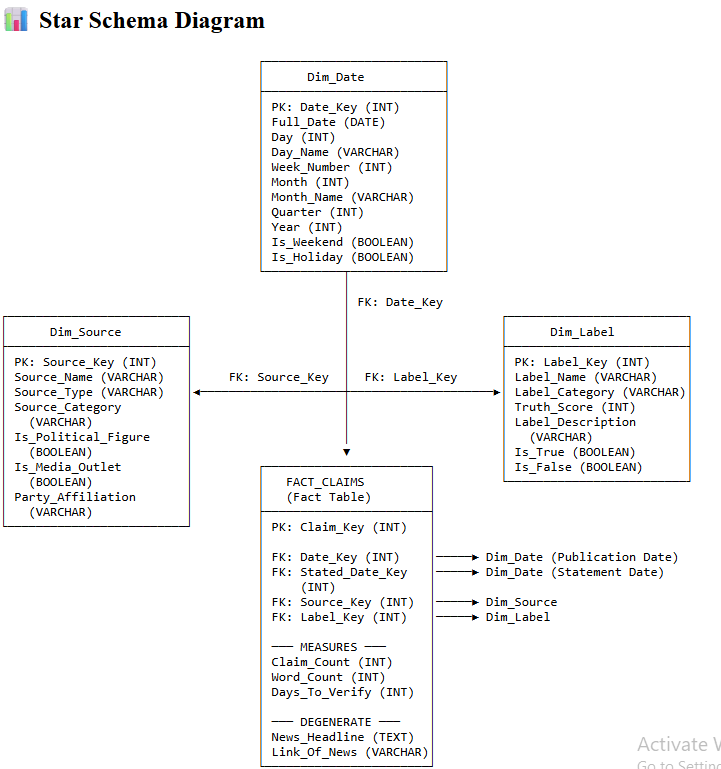 Star Schema Diagram
Dim_Date
PK: Date_Key (INT)
Full_Date (DATE)
Day (INT)
Day_Name (VARCHAR)
Week_Number (INT)
Month (INT)
Month_Name (VARCHAR)
Quarter (INT)
Year (INT)
Is_Weekend (BOOLEAN)
Is_Holiday (BOOLEAN)
FK: Date_Key
Dim_Source
PK: Source_Key (INT)
Source_Name (VARCHAR)
Source_Type (VARCHAR)
Source_Category
(VARCHAR)
Is_Political_Figure
(BOOLEAN)
Is_Media_Outlet
(BOOLEAN)
Party_Affiliation
(VARCHAR)
FK: Source_Key
FK: Label_Key
Dim_Label
PK: Label_Key (INT)
Label_Name (VARCHAR)
Label_Category (VARCHAR)
Truth_Score (INT)
Label_Description
(VARCHAR)
Is_True (BOOLEAN)
Is_False (BOOLEAN)
FACT_CLAIMS
(Fact Table)
PK: Claim_Key (INT)
FK: Date_Key (INT)
Dim_Date (Publication Date)
FK: Stated_Date_Key
Dim_Date (Statement Date)
(INT)
FK: Source_Key (INT)
Dim_Source
FK: Label_Key (INT)
Dim_Label
─── MEASURES ───
Claim_Count (INT)
Word_Count (INT)
Days_To_Verify (INT)
─── DEGENERATE ───
News_Headline (TEXT)
Link_Of_News (VARCHAR)
Activate
Go to